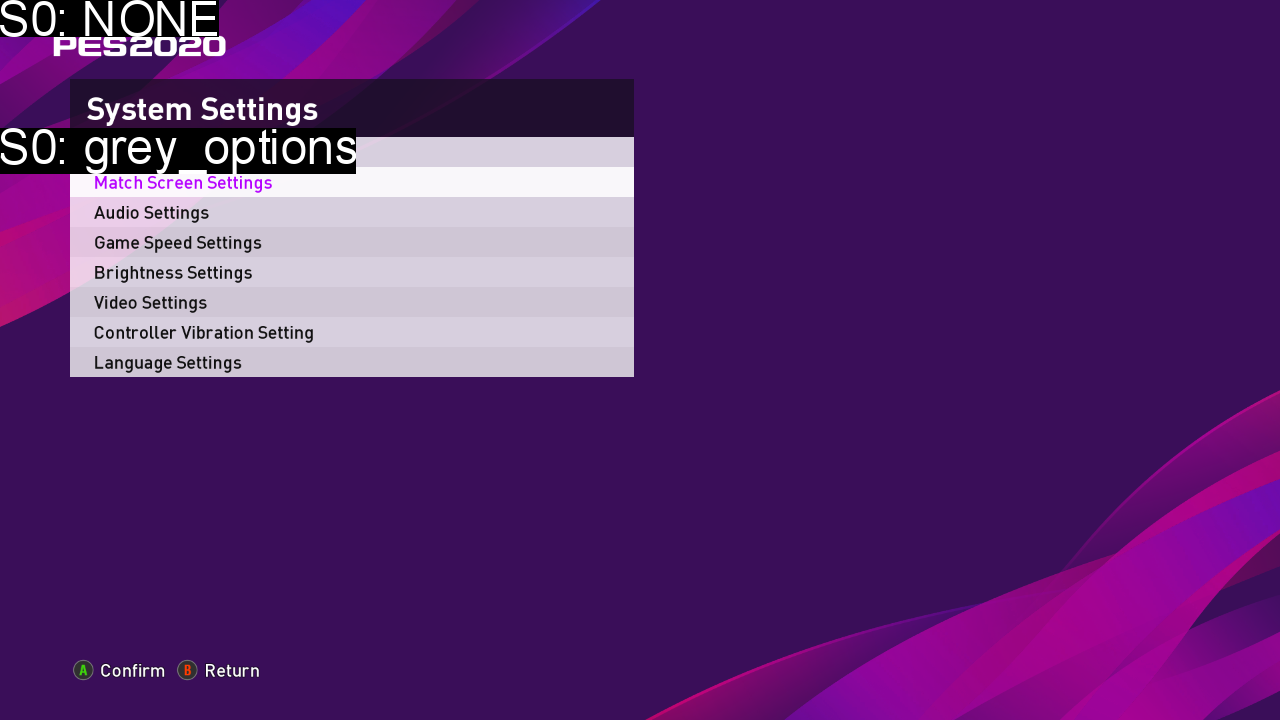 S0: NONE
PES2020
System Settings
S0: grey_options
Match Screen Settings
Audio Settings
Game Speed Settings
Brightness Settings
Video Settings
Controller Vibration Setting
Language Settings
A Confirm B Return